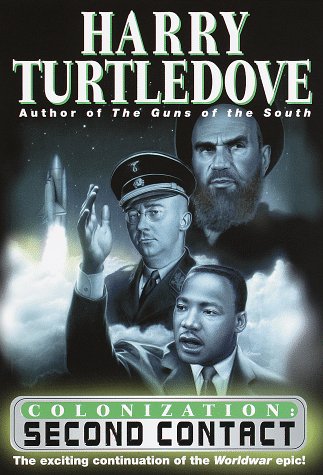 HARRY
TURTLEDOVE
Author of The Guns of the South
COLONIZATION:
SECOND CONTACT
The exciting continuation of the Worldwar epic!